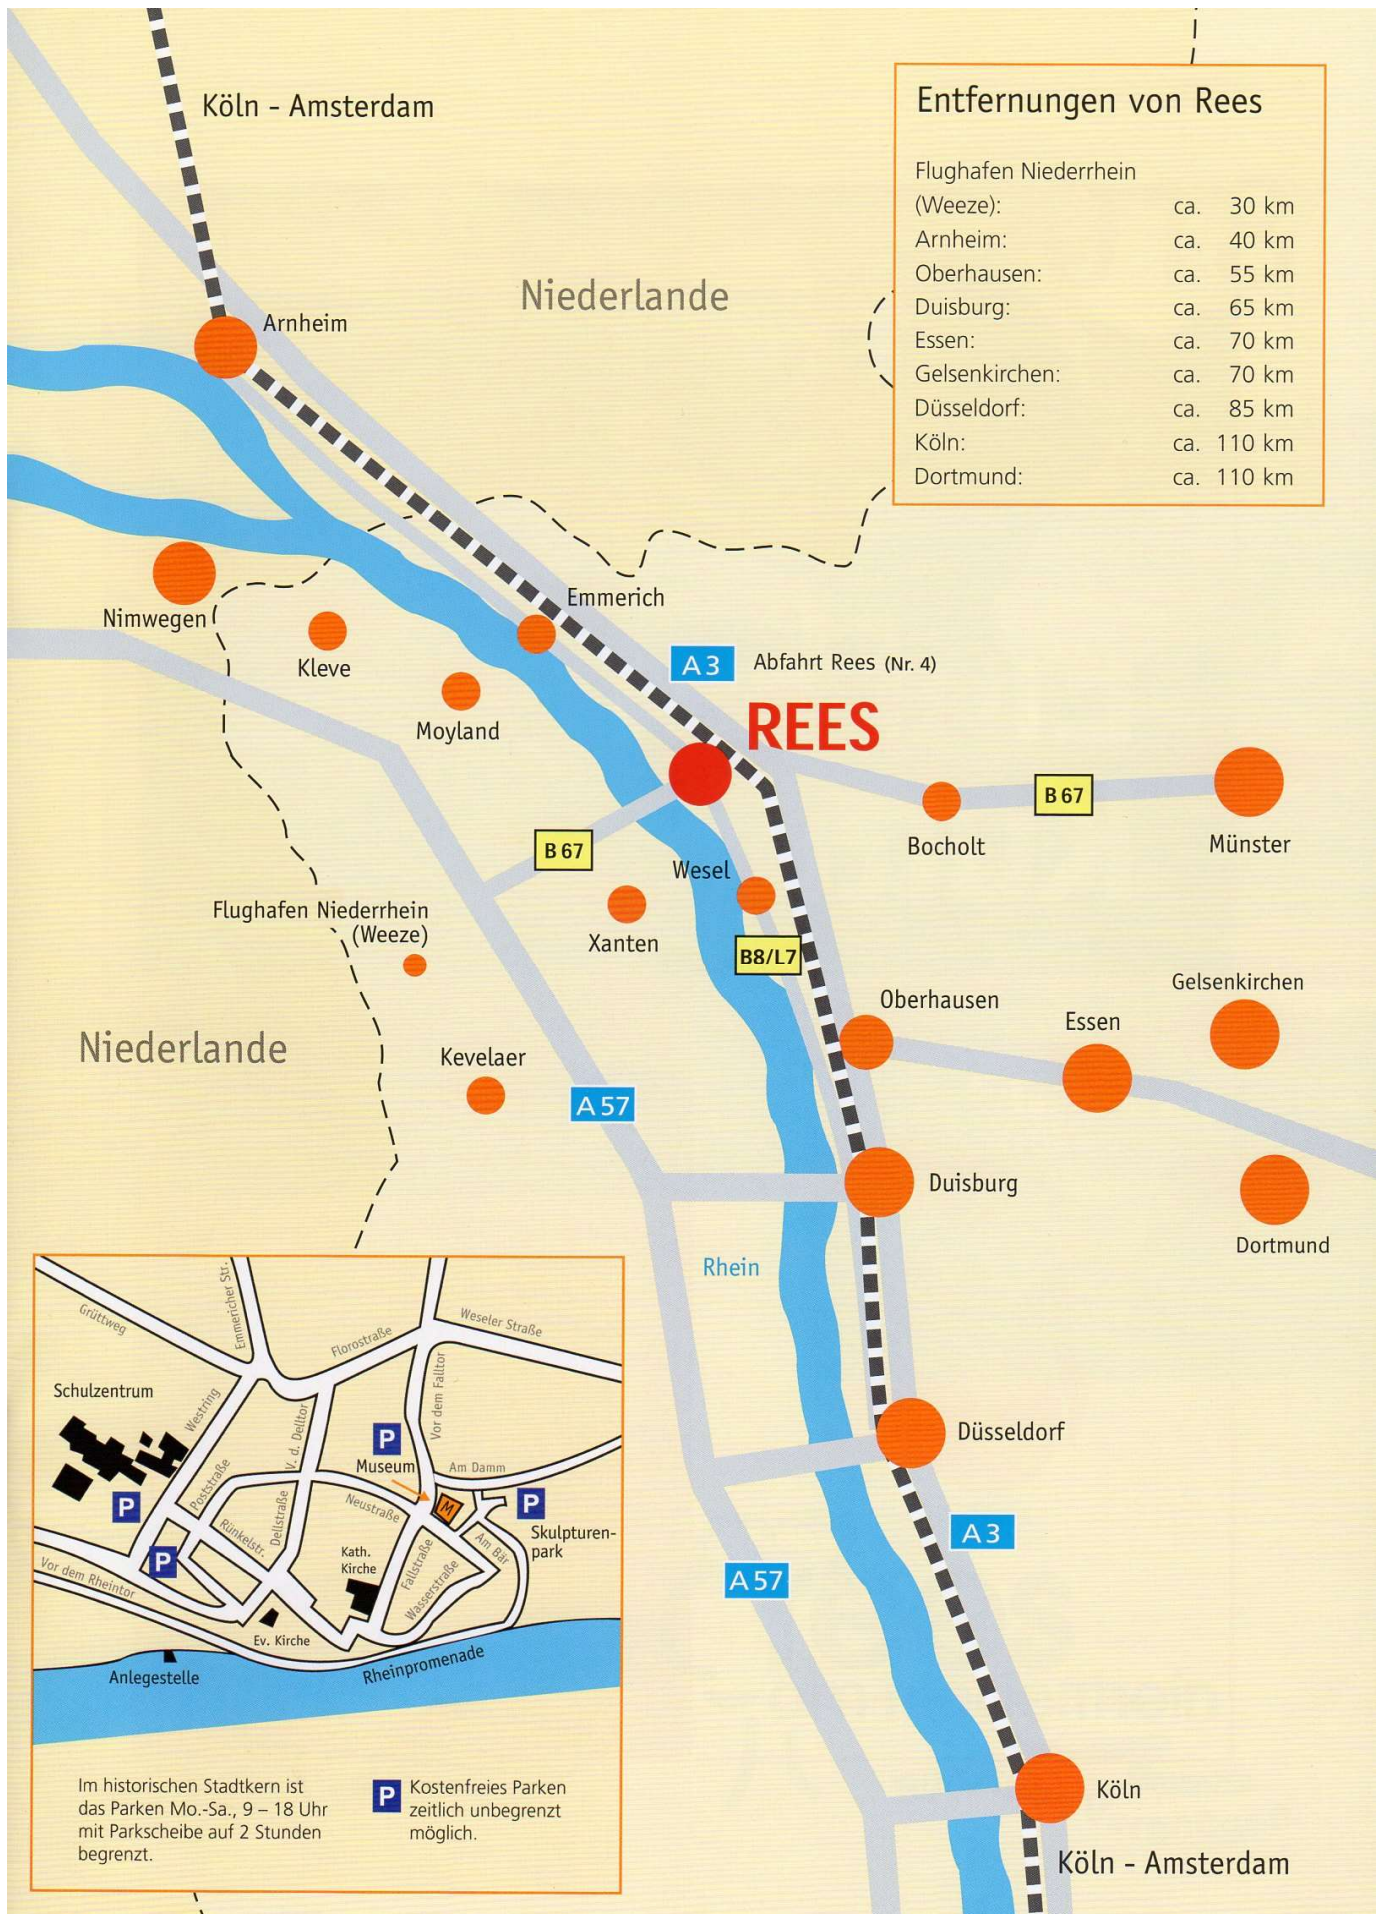 Köln - Amsterdam
Entfernungen von Rees
Flughafen Niederrhein
(Weeze): ca. 30 km
Arnheim: ca. 40 km
Oberhausen: ca. 55 km
Duisburg: ca. 65 km
Essen: ca. 70 km
Gelsenkirchen: ca. 70 km
Düsseldorf: ca. 85 km
Köln: ca. 110 km
Dortmund: ca. 110 km
Niederlande
Arnheim
Emmerich
Nimwegen
Kleve
A 3
Abfahrt Rees (Nr. 4)
Moyland
REES
B 67
Bocholt
Münster
B 67
Wesel
Flughafen Niederrhein
(Weeze)
Xanten
B8/L7
Gelsenkirchen
Oberhausen
Essen
Niederlande
Kevelaer
A 57
Duisburg
Dortmund
Rhein
Düsseldorf
A 3
A 57
Köln
Köln - Amsterdam
Grüttweg
Emmericher Str.
Florostraße
Weseler Straße
Schulzentrum
Westring
V. d. Delltor
Vor dem Falltor
P
Museum
Am Damm
Poststraße
Neustraße
M
P
P
Skulpturen-
park
Rünkelstr.
Dellstraße
Am Bär
Kath.
Kirche
Fallstraße
Wasserstraße
P
Vor dem Rheintor
Ev. Kirche
Anlegestelle
Rheinpromenade
Im historischen Stadtkern ist
das Parken Mo.-Sa., 9 – 18 Uhr
mit Parkscheibe auf 2 Stunden
begrenzt.
P Kostenfreies Parken
zeitlich unbegrenzt
möglich.